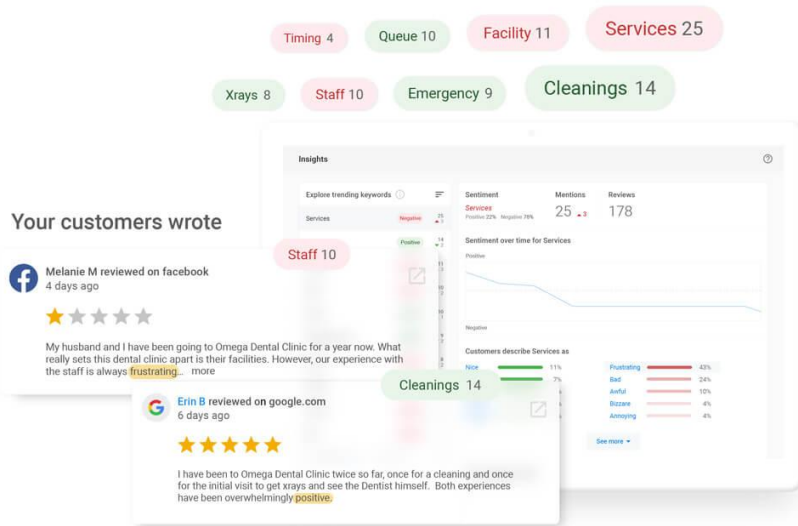 Timing 4
Queue 10
Facility 11
Services 25
Xrays 8
Staff 10
Emergency 9
Cleanings 14
Insights
Explore trending keywords
Services
Negative
25
3
Positive
14
Sentiment
Mentions
Reviews
Services
Positive 22% Negative 78%
25 ▲ 3
178
Sentiment over time for Services
Positive
Negative
Customers describe Services as
Nice 11%
7%
Frustrating 43%
Bad 24%
Awful 10%
Bizzare 4%
Annoying 4%
See more
Your customers wrote
Staff 10
Melanie M reviewed on facebook
4 days ago
My husband and I have been going to Omega Dental Clinic for a year now. What
really sets this dental clinic apart is their facilities. However, our experience with
the staff is always frustrating... more
Cleanings 14
Erin B reviewed on google.com
6 days ago
I have been to Omega Dental Clinic twice so far, once for a cleaning and once
for the initial visit to get xrays and see the Dentist himself. Both experiences
have been overwhelmingly positive.